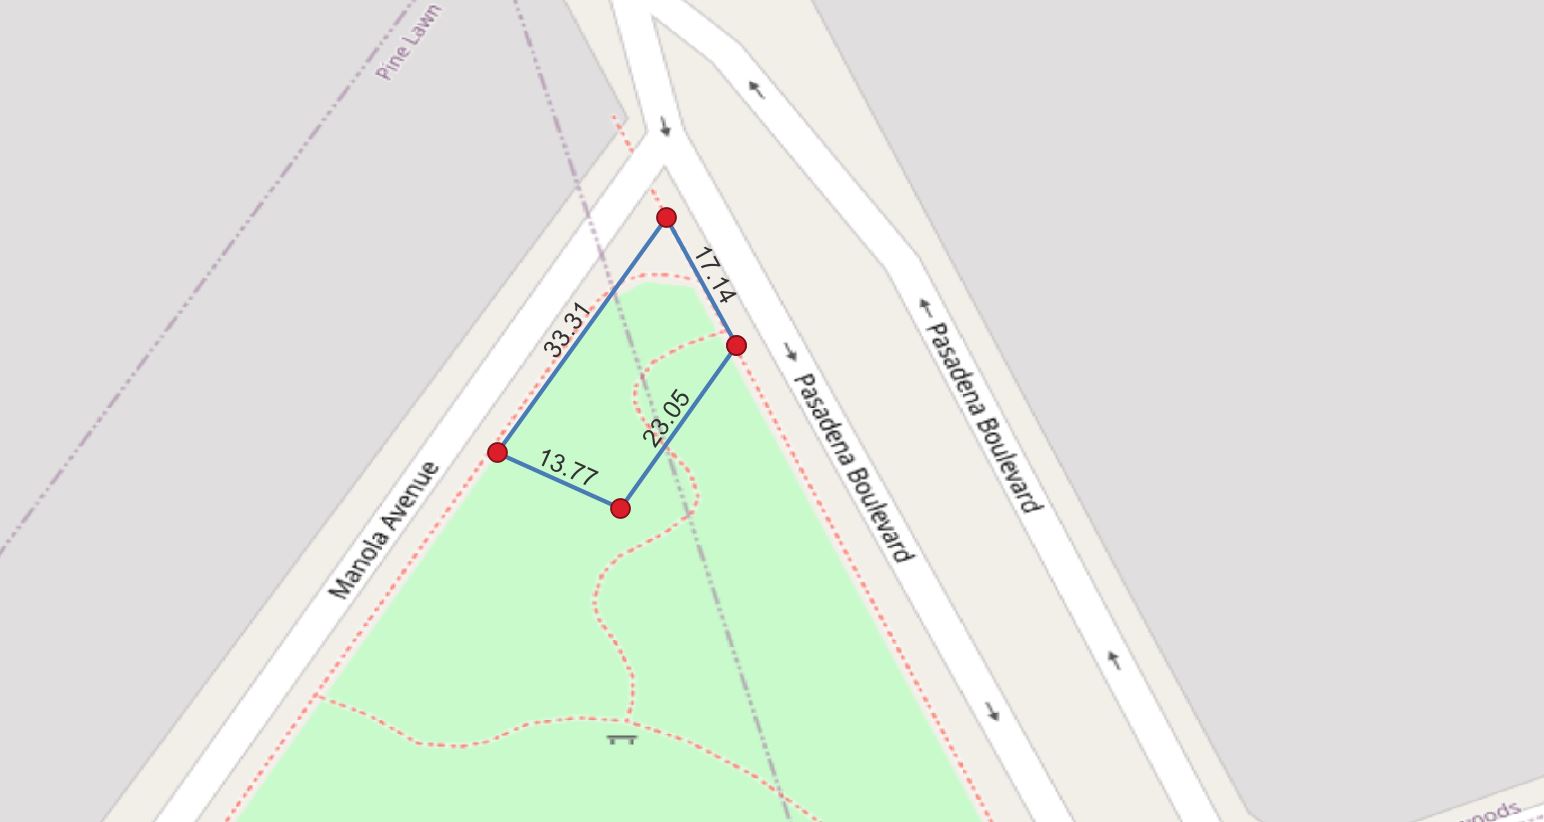 Pine Lawn
17.14
33.31
Pasadena Boulevard
23.05
Pasadena Boulevard
13.77
Manola Avenue